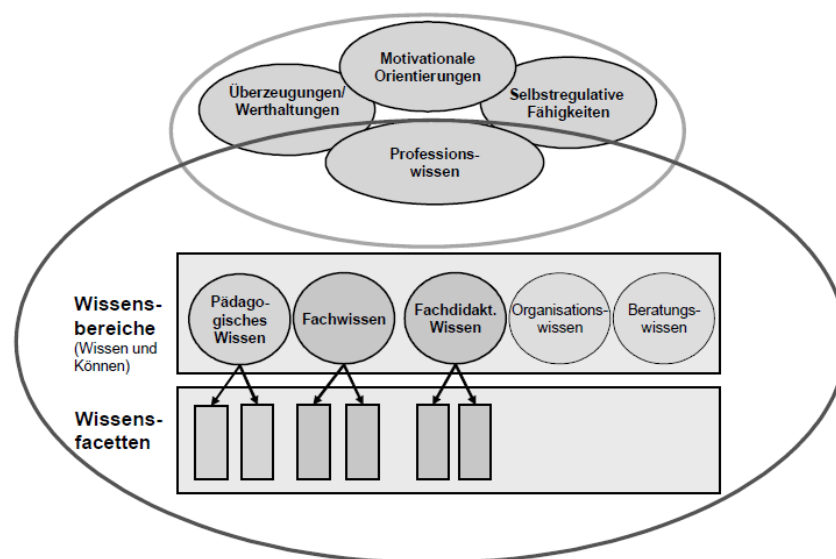 Motivationale
Orientierungen
Überzeugungen/
Werthaltungen
Selbstregulative
Fähigkeiten
Professions-
wissen
Wissens-
bereiche
(Wissen und
Können)
Pädago-
gisches
Wissen
Fachwissen
Fachdidakt.
Wissen
Organisations-
wissen
Beratungs-
wissen
Wissens-
facetten